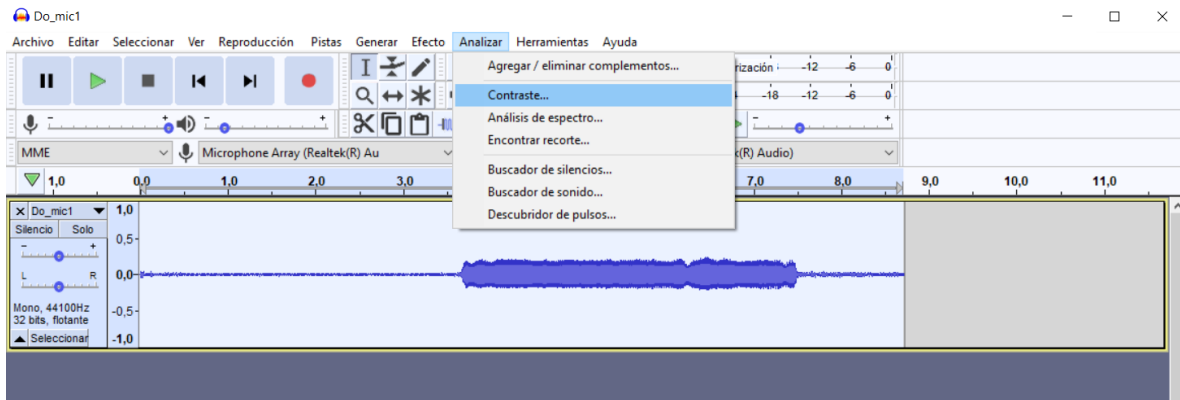 Do_mic1
Archivo Editar Seleccionar Ver Reproducción Pistas Generar Efecto Analizar Herramientas Ayuda
Agregar / eliminar complementos...
Contraste...
Análisis de espectro...
Encontrar recorte...
Buscador de silencios...
Buscador de sonido...
Descubridor de pulsos...
-12 -6 0
-18 -12 -6 0
MME Microphone Array (Realtek(R) Au (R) Audio)
1,0 0,0 1,0 2,0 3,0 7,0 8,0 9,0 10,0 11,0
Do_mic1 1,0
Silencio Solo
0,5
- +
L R 0,0
Mono, 44100Hz -0,5
32 bits, flotante
Seleccionar -1,0